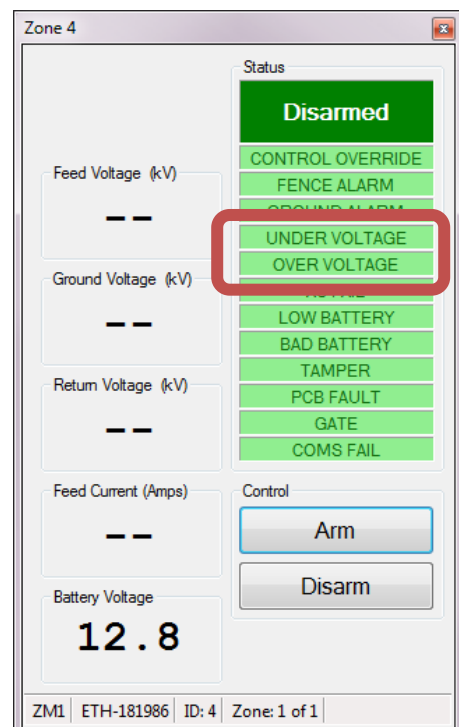 Zone 4
Status
Disarmed
CONTROL OVERRIDE
FENCE ALARM
GROUND ALARM
UNDER VOLTAGE
OVER VOLTAGE
LOW BATTERY
BAD BATTERY
TAMPER
PCB FAULT
GATE
COMS FAIL
Feed Voltage (kV)
--
Ground Voltage (kV)
--
Return Voltage (kV)
--
Feed Current (Amps)
--
Battery Voltage
12.8
Control
Arm
Disarm
ZM1 ETH-181986 ID: 4 Zone: 1 of 1